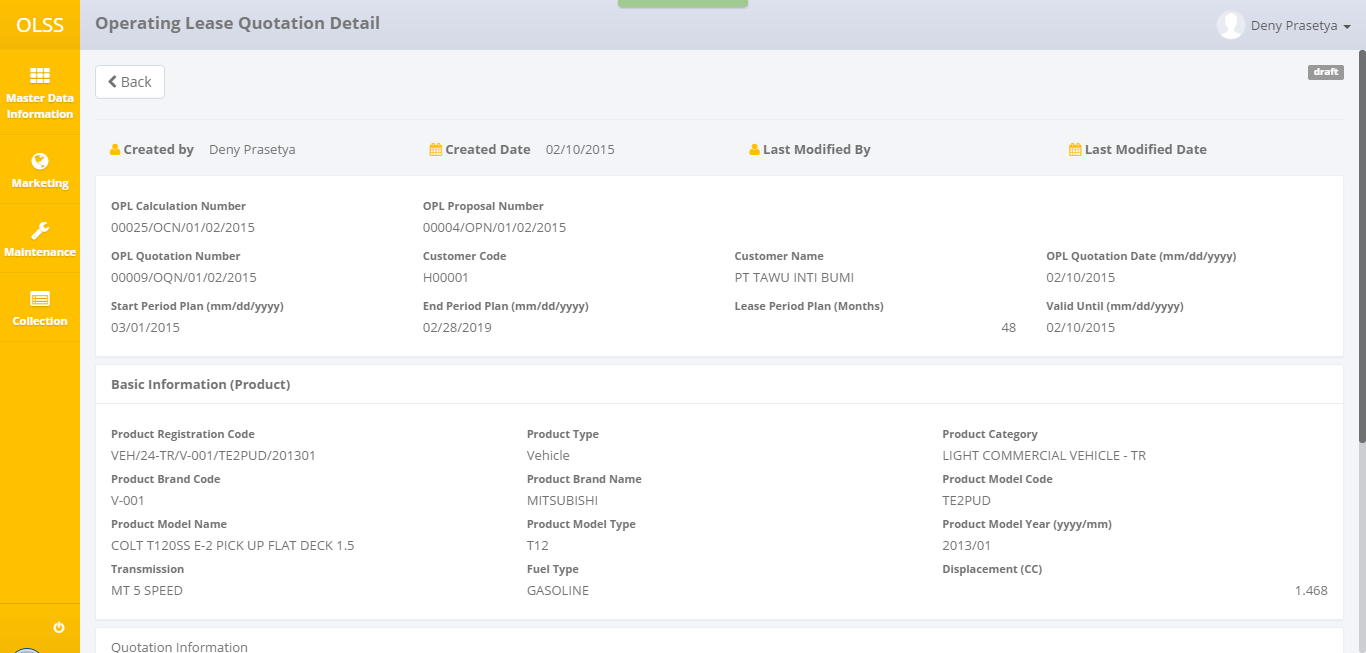 OLSS
Operating Lease Quotation Detail
Deny Prasetya
Back
draft
Master Data
Information
Marketing
Maintenance
Collection
Created by Deny Prasetya
Created Date 02/10/2015
Last Modified By
Last Modified Date
OPL Calculation Number
00025/OCN/01/02/2015
OPL Proposal Number
00004/OPN/01/02/2015
OPL Quotation Number
00009/OQN/01/02/2015
Customer Code
H00001
Customer Name
PT TAWU INTI BUMI
OPL Quotation Date (mm/dd/yyyy)
02/10/2015
Start Period Plan (mm/dd/yyyy)
03/01/2015
End Period Plan (mm/dd/yyyy)
02/28/2019
Lease Period Plan (Months)
48
Valid Until (mm/dd/yyyy)
02/10/2015
Basic Information (Product)
Product Registration Code
VEH/24-TR/V-001/TE2PUD/201301
Product Type
Vehicle
Product Category
LIGHT COMMERCIAL VEHICLE - TR
Product Brand Code
V-001
Product Brand Name
MITSUBISHI
Product Model Code
TE2PUD
Product Model Name
COLT T120SS E-2 PICK UP FLAT DECK 1.5
Product Model Type
T12
Product Model Year (yyyy/mm)
2013/01
Transmission
MT 5 SPEED
Fuel Type
GASOLINE
Displacement (CC)
1.468
Quotation Information